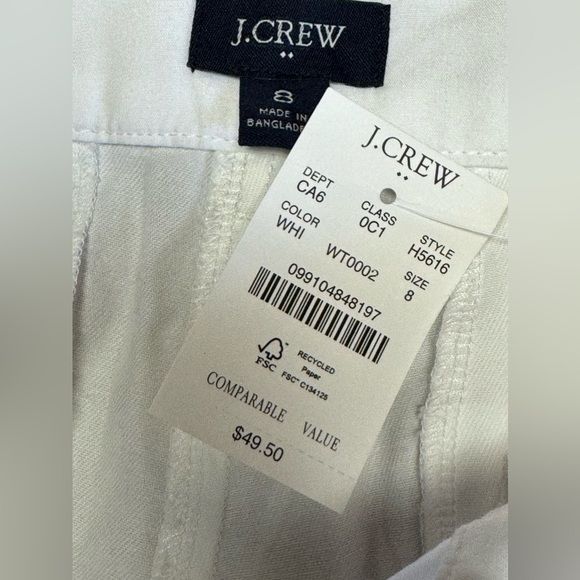 J.CREW
8
MADE IN
J.CREW
DEPT CLASS STYLE
CA6 0C1 H5616
COLOR SIZE
WHI WT0002 8
099104848197
FSC
RECYCLED
Paper
FSC™ C134125
COMPARABLE VALUE
$49.50